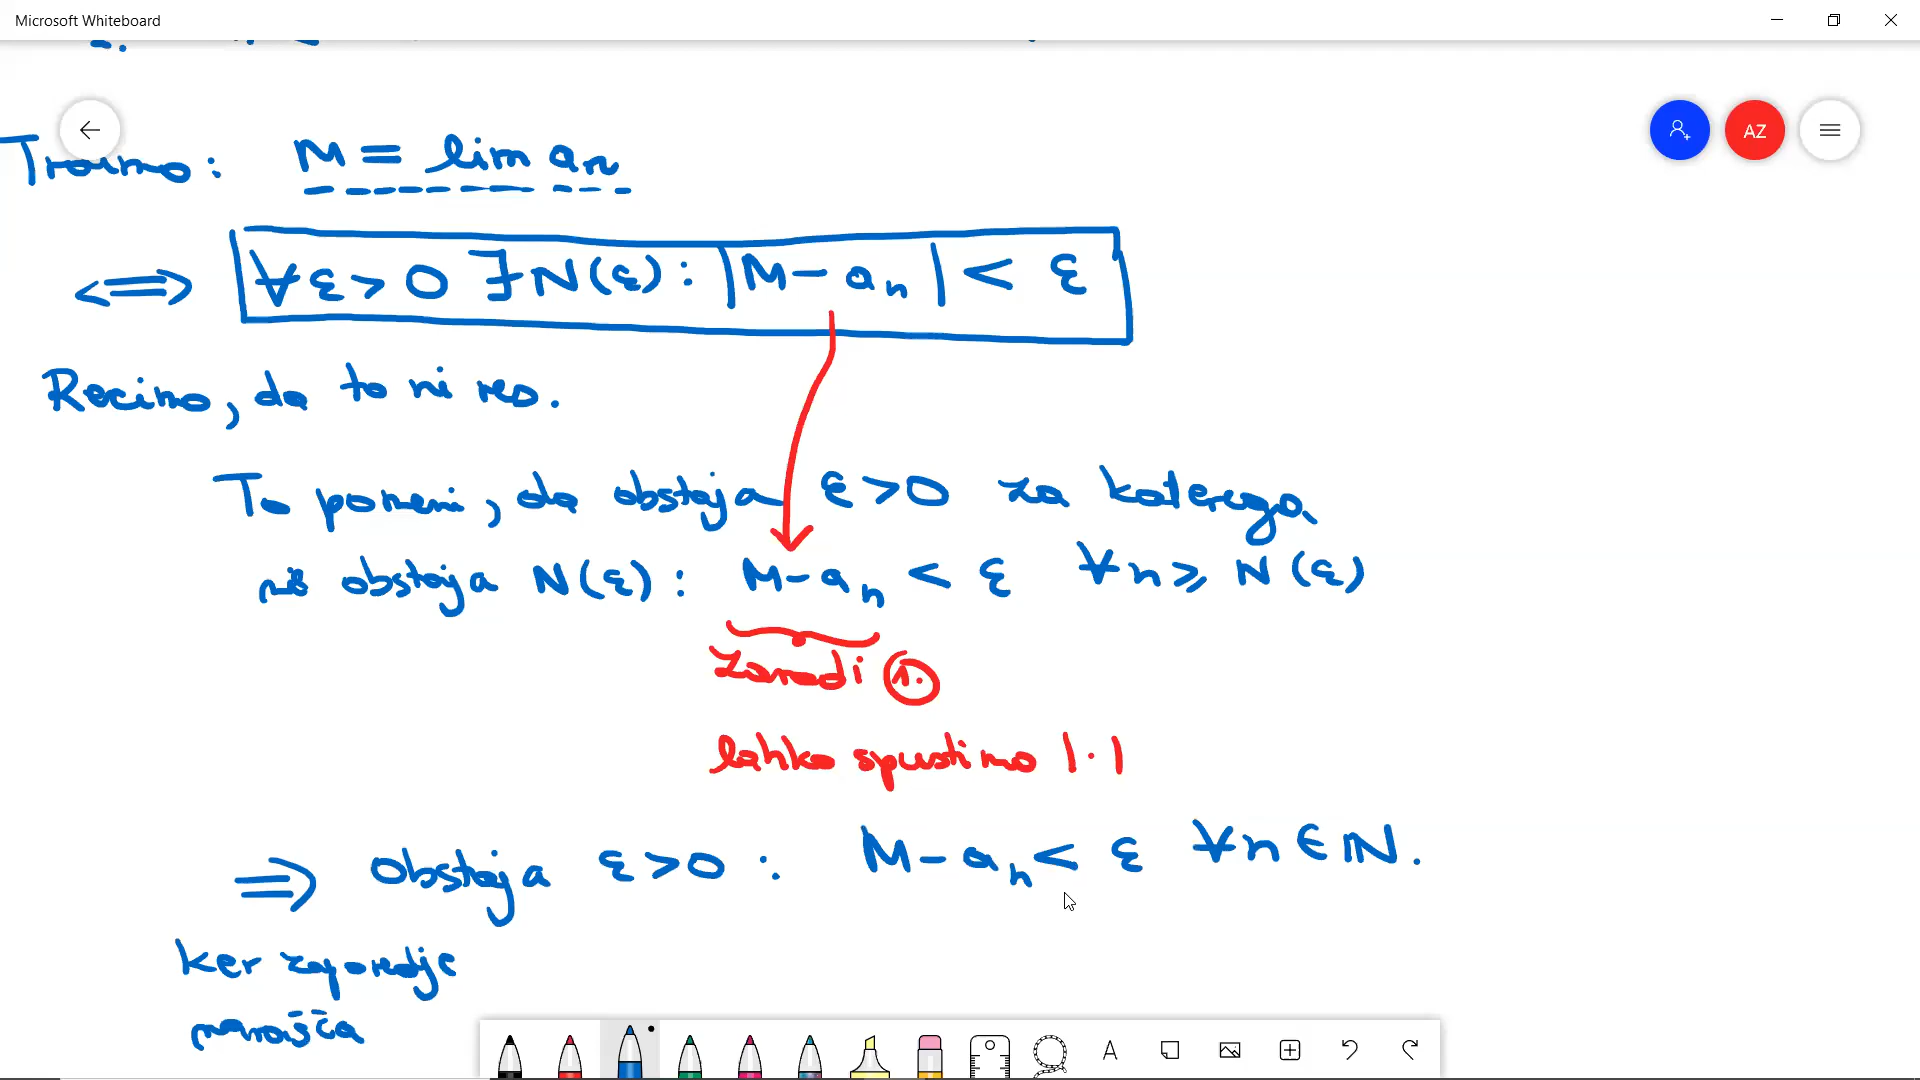 Microsoft Whiteboard
AZ
Trdimo: M = lim an
⟺ ∀ε>0 ∃N(ε): |M-an| < ε
Recimo, da to ni res.
To pomeni, da obstaja ε>0 za katerega
ne obstaja N(ε): M-an < ε ∀n≥N(ε)
zaradi 1.
lahko spustimo |·|
⟹ Obstaja ε>0: M-an < ε ∀n∈ℕ.
ker zaporedje
narašča